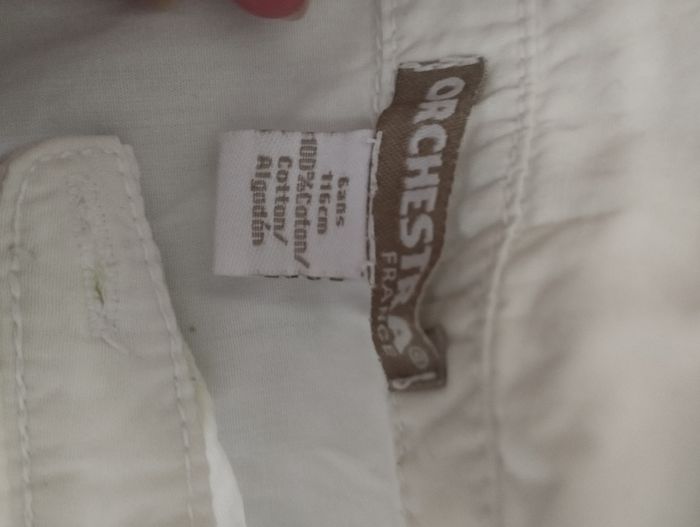 ORCHESTRA®
FRANCE
6ans
116cm
100%Coton/
Cotton/
Algodón